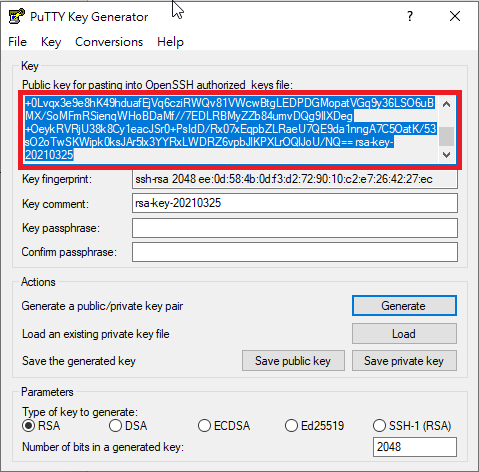 PuTTY Key Generator
File Key Conversions Help
Key
Public key for pasting into OpenSSH authorized_keys file:
+0Lvqx3e9e8hK49hduafEjVq6cziRWQv81VWcwBtgLEDPDGMopatVGq9y36LSO6uB
MX/SoMFmRSienqWHoBDaMf//7EDLRBMyZZb84umvDQg9IlXDeg
+OeykRVRjU38k8Cy1eacJSr0+PsIdD/Rx07xEqpbZLRaeU7QE9da1nngA7C5OatK/53
sO2oTwSKWipk0ksJAr5lx3YYRxLWDRZ6vpbJlKPXLrOQlJoU/NQ== rsa-key-
20210325
Key fingerprint: ssh-rsa 2048 ee:0d:58:4b:0d:f3:d2:72:90:10:c2:e7:26:42:27:ec
Key comment: rsa-key-20210325
Key passphrase:
Confirm passphrase:
Actions
Generate a public/private key pair Generate
Load an existing private key file Load
Save the generated key Save public key Save private key
Parameters
Type of key to generate:
RSA DSA ECDSA Ed25519 SSH-1 (RSA)
Number of bits in a generated key: 2048